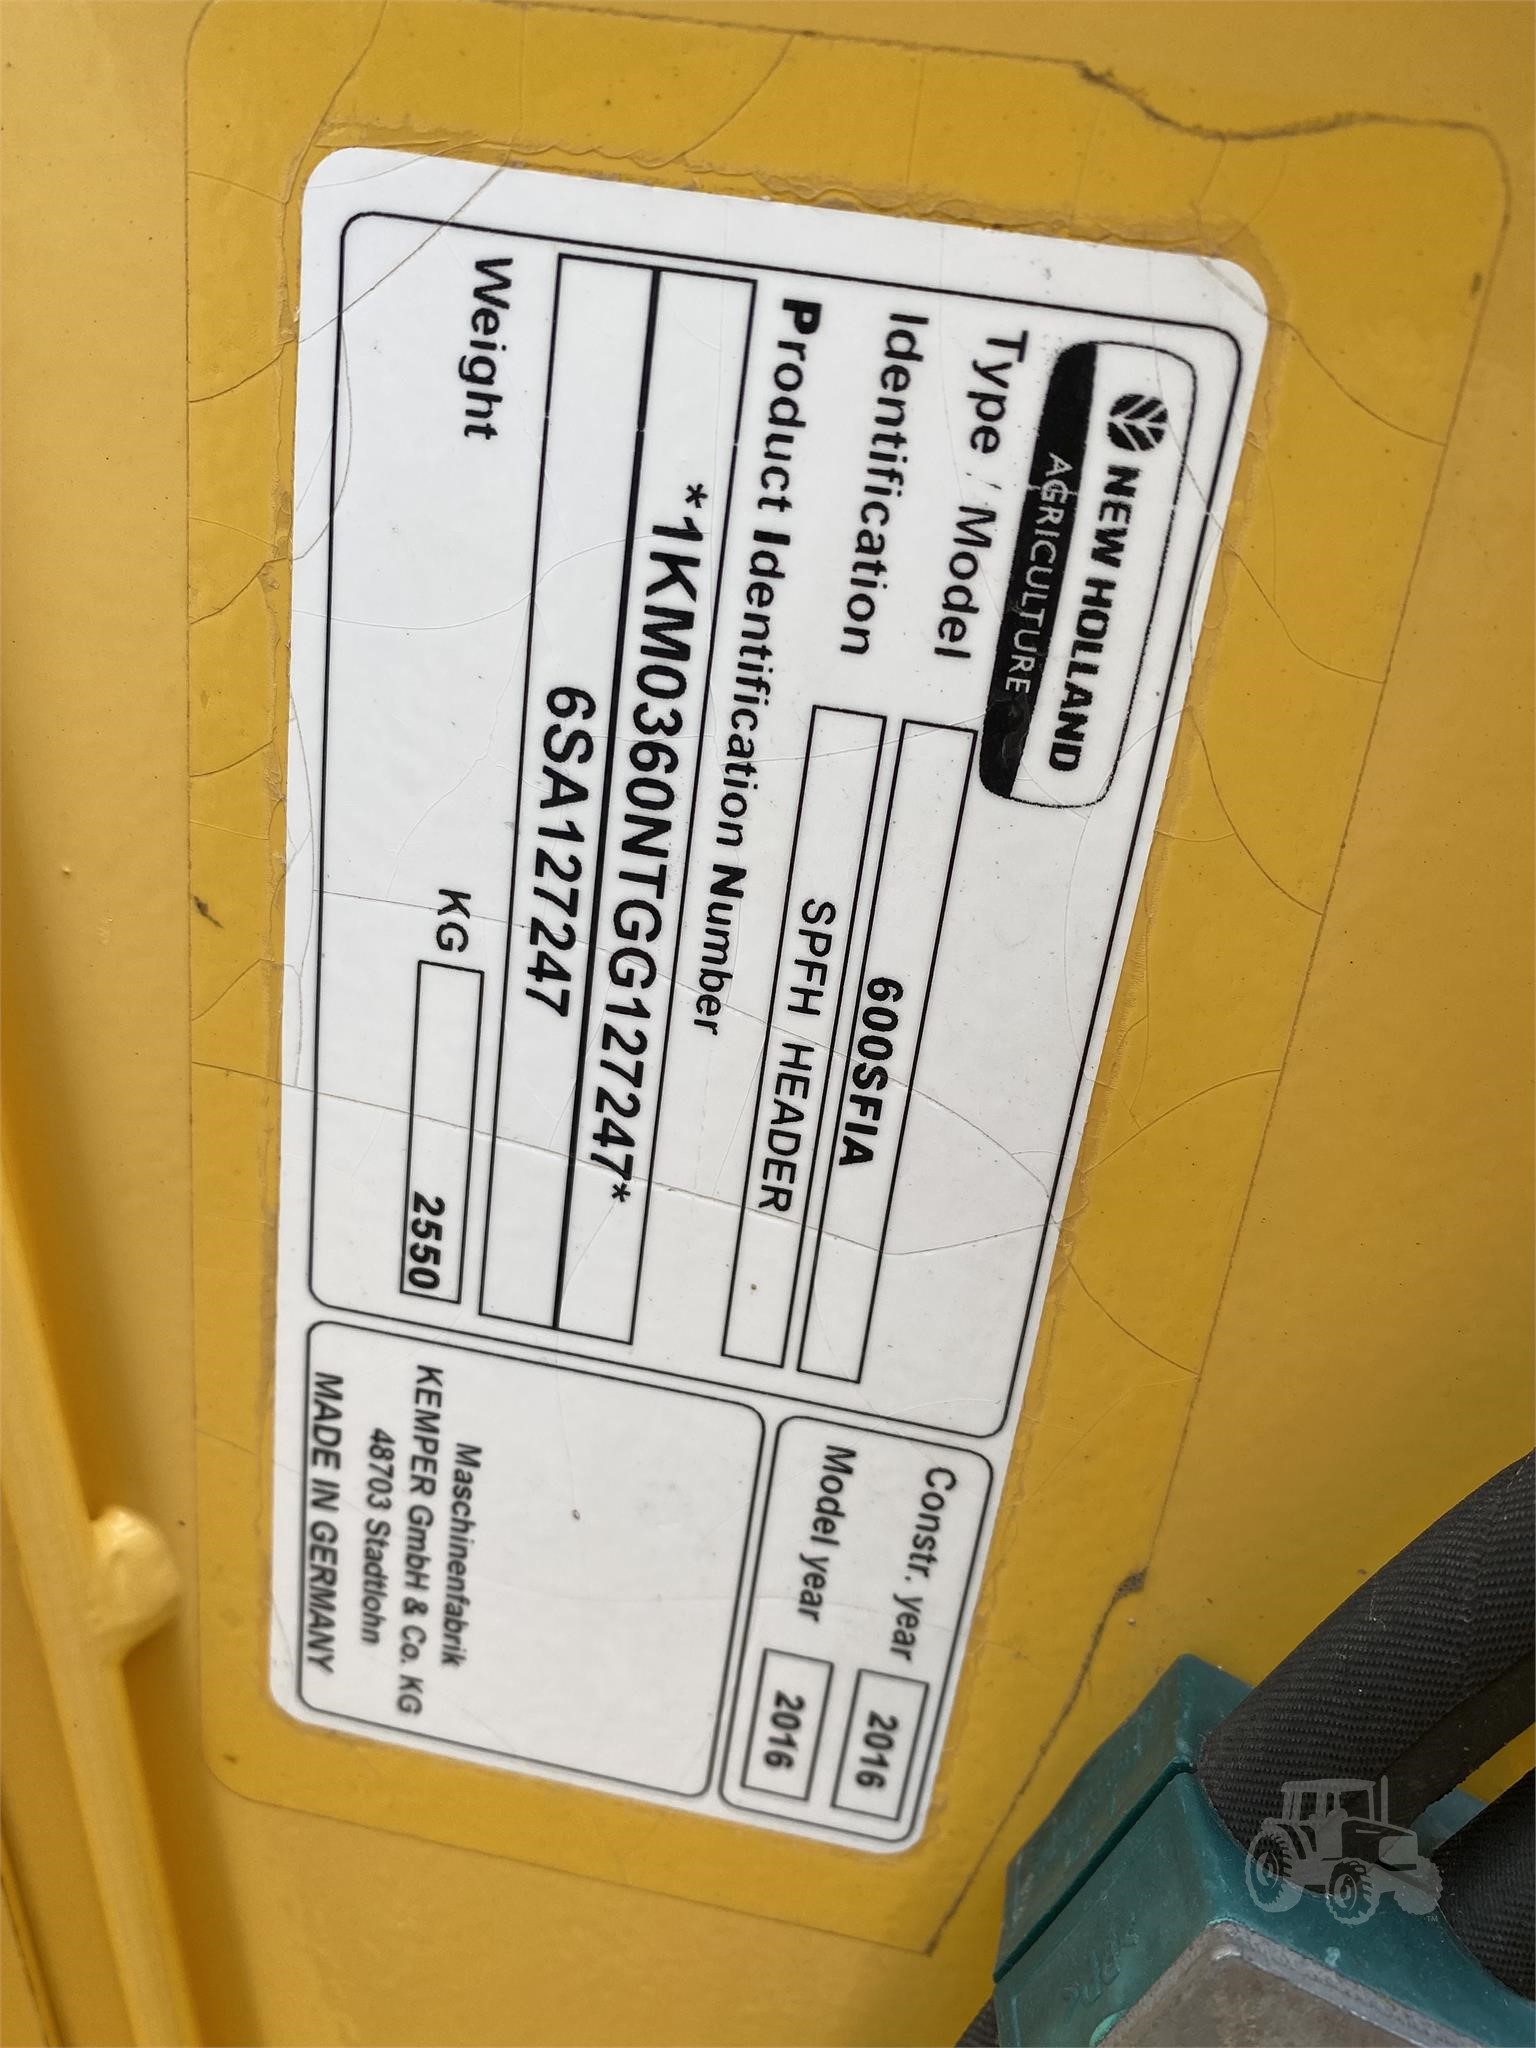 NEW HOLLAND
AGRICULTURE
Type / Model 600SFIA
Identification SPFH HEADER
Product Identification Number
*1KM0360NTGG127247*
6SA127247
Weight KG 2550
Constr. year 2016
Model year 2016
Maschinenfabrik
KEMPER GmbH & Co. KG
48703 Stadtlohn
MADE IN GERMANY